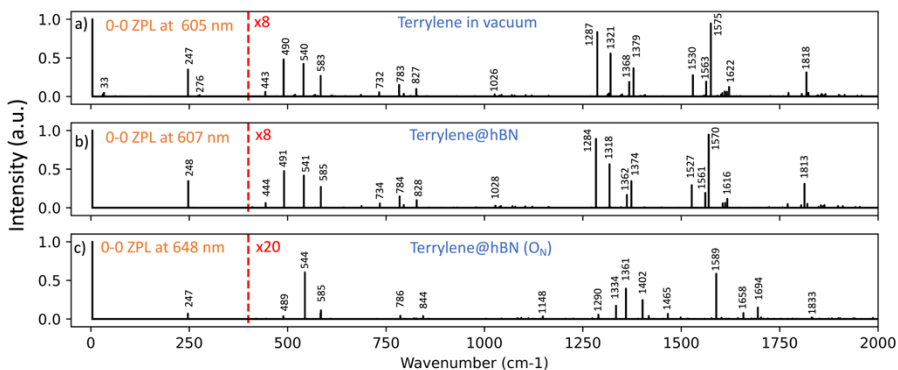 a) 0-0 ZPL at 605 nm x8 Terrylene in vacuum
1.0
0.5
0.0
33 247 276 443 490 540 583 732 783 827 1026 1287 1321 1368 1379 1530 1563 1575 1622 1818
b) 0-0 ZPL at 607 nm x8 Terrylene@hBN
1.0
0.5
0.0
248 444 491 541 585 734 784 828 1028 1284 1318 1362 1374 1527 1561 1570 1616 1813
c) 0-0 ZPL at 648 nm x20 Terrylene@hBN (O_N)
1.0
0.5
0.0
247 489 544 585 786 844 1148 1290 1334 1361 1402 1465 1589 1658 1694 1833
0 250 500 750 1000 1250 1500 1750 2000
Wavenumber (cm-1)
Intensity (a.u.)